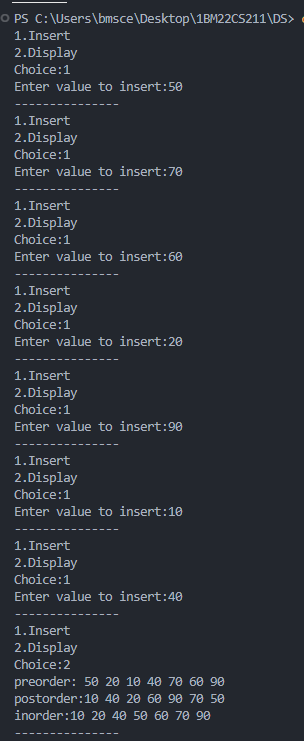 PS C:\Users\bmsce\Desktop\1BM22CS211\DS>
1.Insert
2.Display
Choice:1
Enter value to insert:50
---------------
1.Insert
2.Display
Choice:1
Enter value to insert:70
---------------
1.Insert
2.Display
Choice:1
Enter value to insert:60
---------------
1.Insert
2.Display
Choice:1
Enter value to insert:20
---------------
1.Insert
2.Display
Choice:1
Enter value to insert:90
---------------
1.Insert
2.Display
Choice:1
Enter value to insert:10
---------------
1.Insert
2.Display
Choice:1
Enter value to insert:40
---------------
1.Insert
2.Display
Choice:2
preorder: 50 20 10 40 70 60 90
postorder:10 40 20 60 90 70 50
inorder:10 20 40 50 60 70 90
---------------